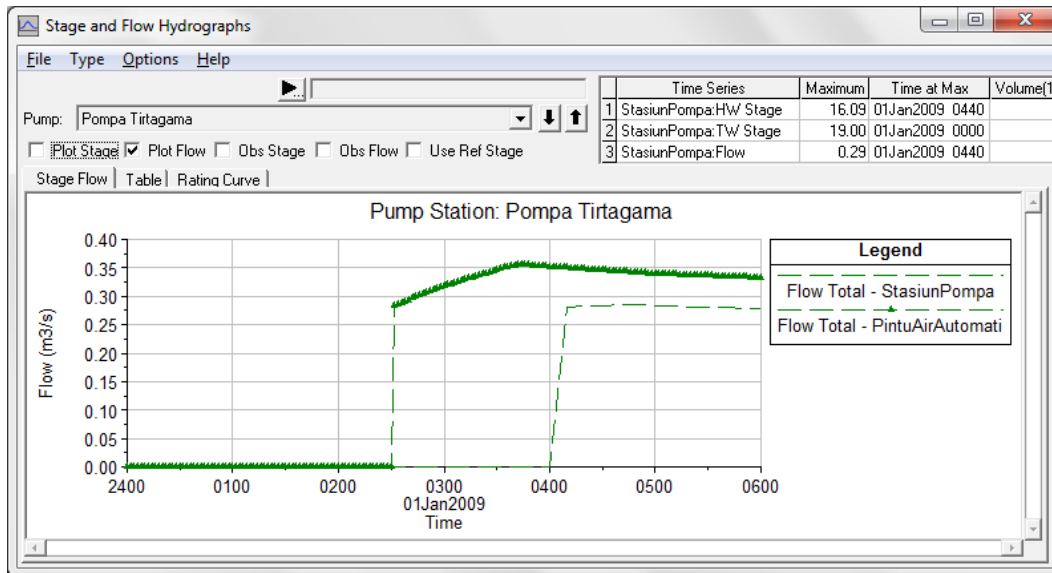 Stage and Flow Hydrographs
File Type Options Help
Pump: Pompa Tirtagama
Plot Stage Plot Flow Obs Stage Obs Flow Use Ref Stage
Time Series Maximum Time at Max Volume(1
1 StasiunPompa:HW Stage 16.09 01Jan2009 0440
2 StasiunPompa:TW Stage 19.00 01Jan2009 0000
3 StasiunPompa:Flow 0.29 01Jan2009 0440
Stage Flow Table Rating Curve
Pump Station: Pompa Tirtagama
Flow (m3/s)
0.40
0.35
0.30
0.25
0.20
0.15
0.10
0.05
0.00
2400 0100 0200 0300 0400 0500 0600
01Jan2009
Time
Legend
Flow Total - StasiunPompa
Flow Total - PintuAirAutomati